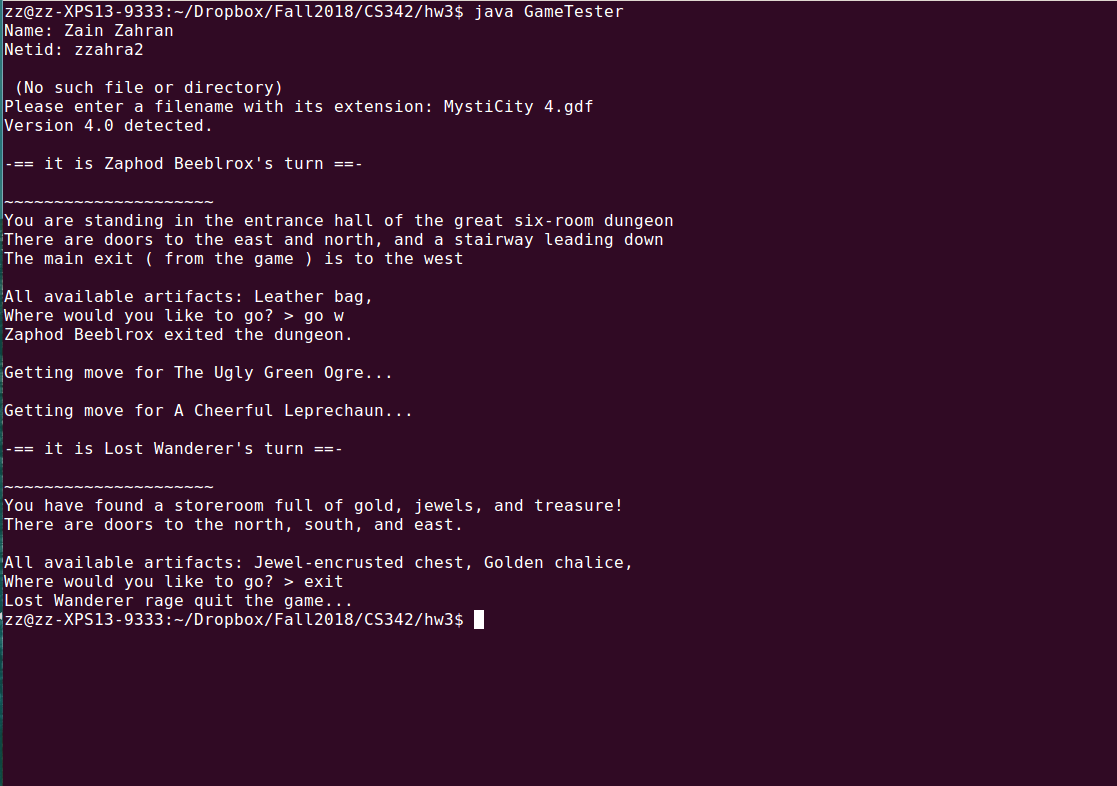 zz@zz-XPS13-9333:~/Dropbox/Fall2018/CS342/hw3$ java GameTester
Name: Zain Zahran
Netid: zzahra2
(No such file or directory)
Please enter a filename with its extension: MystiCity 4.gdf
Version 4.0 detected.
-== it is Zaphod Beeblrox's turn ==-
~~~~~~~~~~~~~~~~~~~~~
You are standing in the entrance hall of the great six-room dungeon
There are doors to the east and north, and a stairway leading down
The main exit ( from the game ) is to the west
All available artifacts: Leather bag,
Where would you like to go? > go w
Zaphod Beeblrox exited the dungeon.
Getting move for The Ugly Green Ogre...
Getting move for A Cheerful Leprechaun...
-== it is Lost Wanderer's turn ==-
~~~~~~~~~~~~~~~~~~~~~
You have found a storeroom full of gold, jewels, and treasure!
There are doors to the north, south, and east.
All available artifacts: Jewel-encrusted chest, Golden chalice,
Where would you like to go? > exit
Lost Wanderer rage quit the game...
zz@zz-XPS13-9333:~/Dropbox/Fall2018/CS342/hw3$